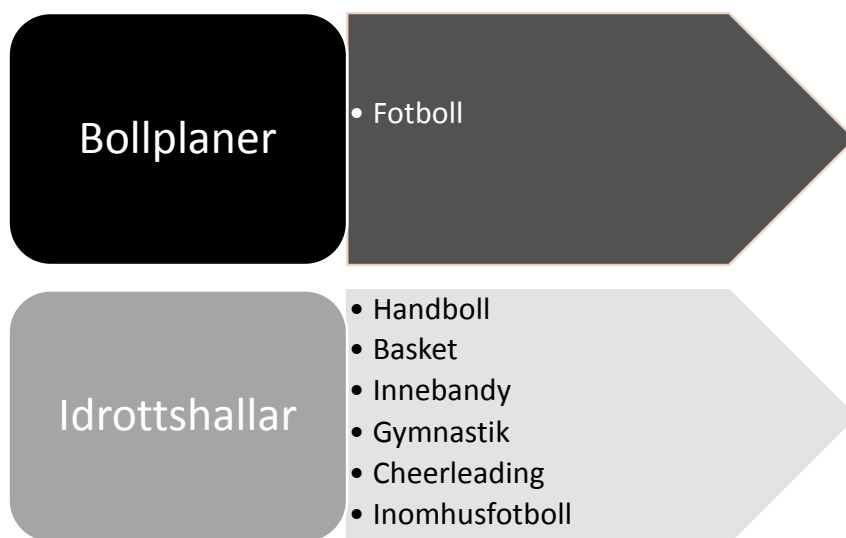 Bollplaner
• Fotboll
Idrottshallar
• Handboll
• Basket
• Innebandy
• Gymnastik
• Cheerleading
• Inomhusfotboll